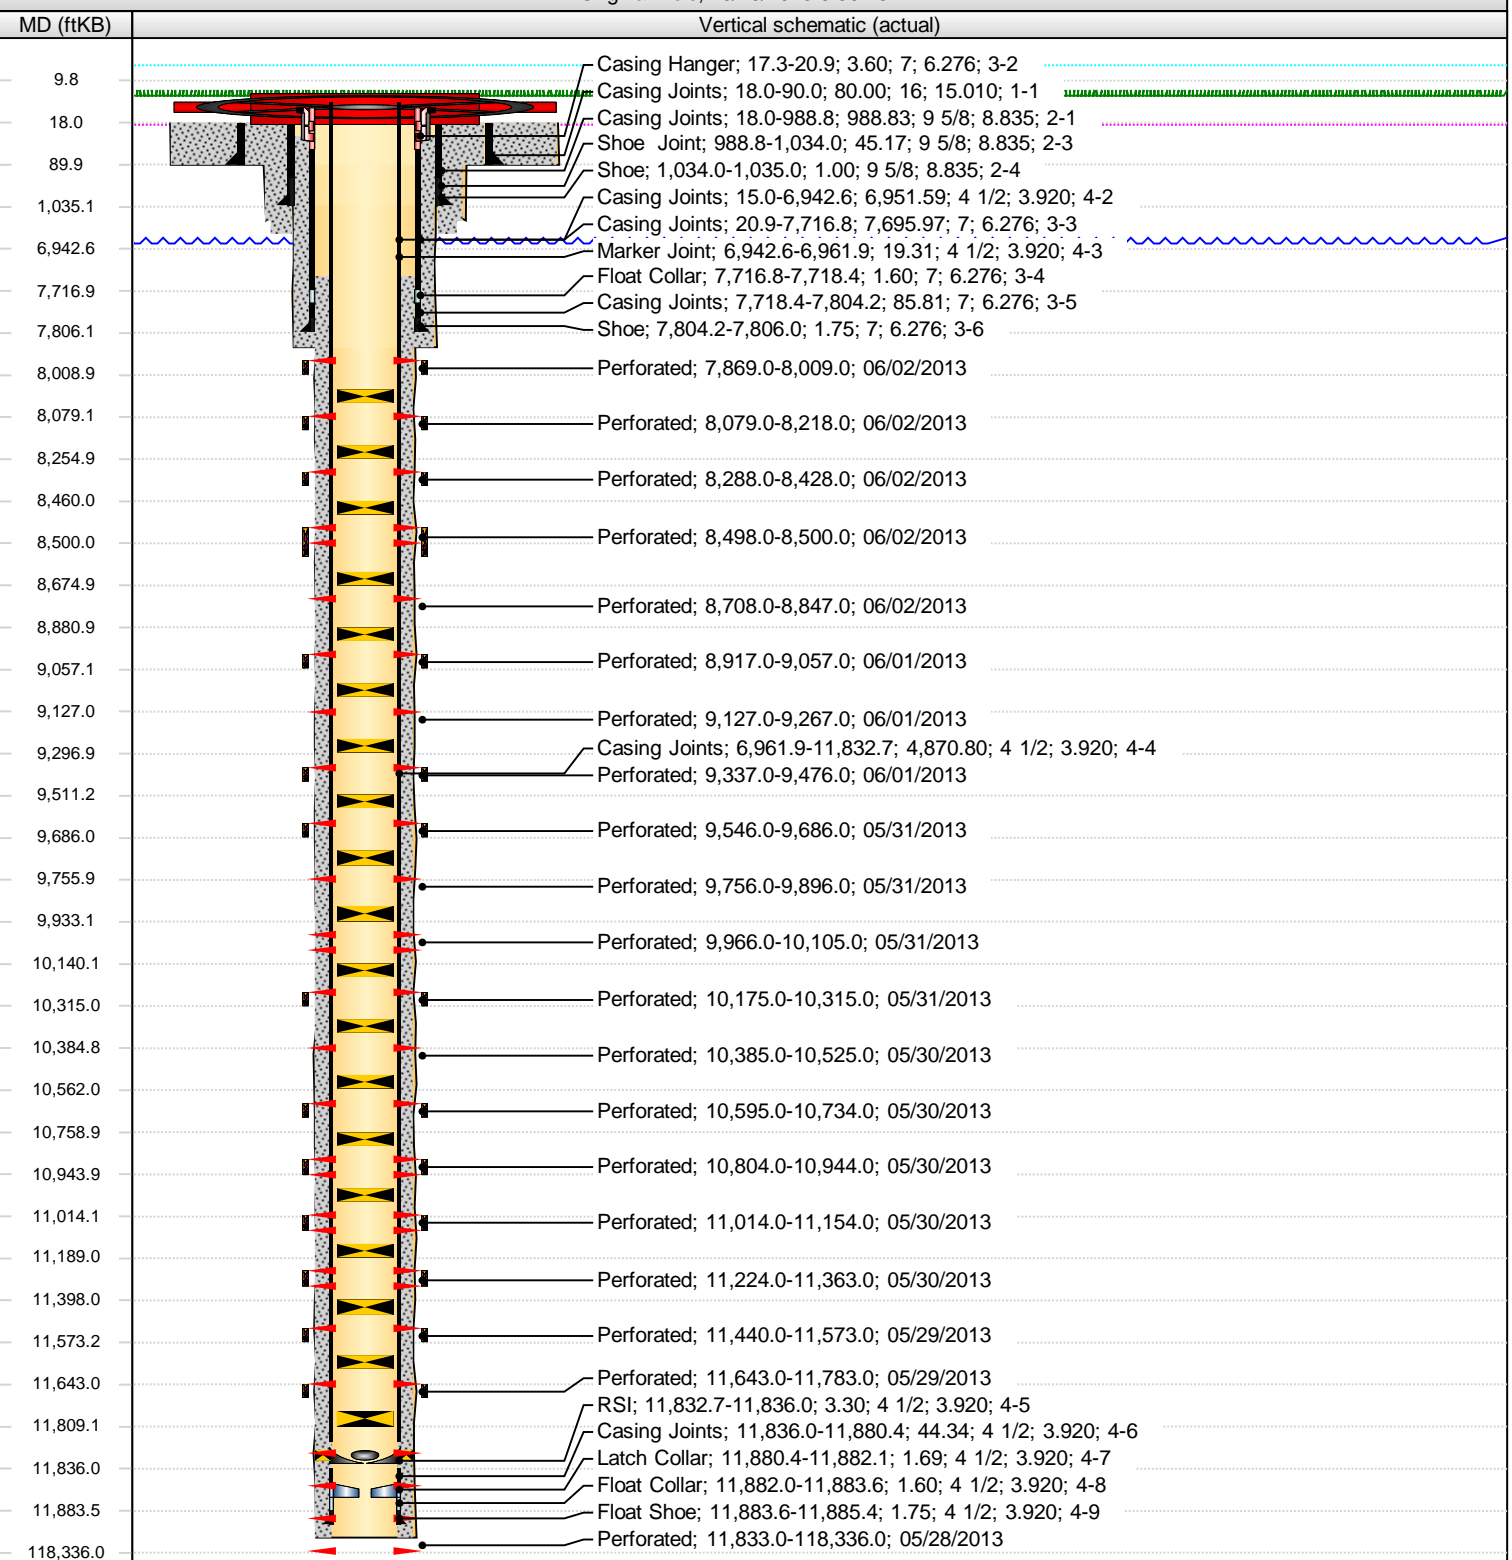 MD (ftKB)
Vertical schematic (actual)
9.8
18.0
89.9
1,035.1
6,942.6
7,716.9
7,806.1
8,008.9
8,079.1
8,254.9
8,460.0
8,500.0
8,674.9
8,880.9
9,057.1
9,127.0
9,296.9
9,511.2
9,686.0
9,755.9
9,933.1
10,140.1
10,315.0
10,384.8
10,562.0
10,758.9
10,943.9
11,014.1
11,189.0
11,398.0
11,573.2
11,643.0
11,809.1
11,836.0
11,883.5
118,336.0
Casing Hanger; 17.3-20.9; 3.60; 7; 6.276; 3-2
Casing Joints; 18.0-90.0; 80.00; 16; 15.010; 1-1
Casing Joints; 18.0-988.8; 988.83; 9 5/8; 8.835; 2-1
Shoe Joint; 988.8-1,034.0; 45.17; 9 5/8; 8.835; 2-3
Shoe; 1,034.0-1,035.0; 1.00; 9 5/8; 8.835; 2-4
Casing Joints; 15.0-6,942.6; 6,951.59; 4 1/2; 3.920; 4-2
Casing Joints; 20.9-7,716.8; 7,695.97; 7; 6.276; 3-3
Marker Joint; 6,942.6-6,961.9; 19.31; 4 1/2; 3.920; 4-3
Float Collar; 7,716.8-7,718.4; 1.60; 7; 6.276; 3-4
Casing Joints; 7,718.4-7,804.2; 85.81; 7; 6.276; 3-5
Shoe; 7,804.2-7,806.0; 1.75; 7; 6.276; 3-6
Perforated; 7,869.0-8,009.0; 06/02/2013
Perforated; 8,079.0-8,218.0; 06/02/2013
Perforated; 8,288.0-8,428.0; 06/02/2013
Perforated; 8,498.0-8,500.0; 06/02/2013
Perforated; 8,708.0-8,847.0; 06/02/2013
Perforated; 8,917.0-9,057.0; 06/01/2013
Perforated; 9,127.0-9,267.0; 06/01/2013
Casing Joints; 6,961.9-11,832.7; 4,870.80; 4 1/2; 3.920; 4-4
Perforated; 9,337.0-9,476.0; 06/01/2013
Perforated; 9,546.0-9,686.0; 05/31/2013
Perforated; 9,756.0-9,896.0; 05/31/2013
Perforated; 9,966.0-10,105.0; 05/31/2013
Perforated; 10,175.0-10,315.0; 05/31/2013
Perforated; 10,385.0-10,525.0; 05/30/2013
Perforated; 10,595.0-10,734.0; 05/30/2013
Perforated; 10,804.0-10,944.0; 05/30/2013
Perforated; 11,014.0-11,154.0; 05/30/2013
Perforated; 11,224.0-11,363.0; 05/30/2013
Perforated; 11,440.0-11,573.0; 05/29/2013
Perforated; 11,643.0-11,783.0; 05/29/2013
RSI; 11,832.7-11,836.0; 3.30; 4 1/2; 3.920; 4-5
Casing Joints; 11,836.0-11,880.4; 44.34; 4 1/2; 3.920; 4-6
Latch Collar; 11,880.4-11,882.1; 1.69; 4 1/2; 3.920; 4-7
Float Collar; 11,882.0-11,883.6; 1.60; 4 1/2; 3.920; 4-8
Float Shoe; 11,883.6-11,885.4; 1.75; 4 1/2; 3.920; 4-9
Perforated; 11,833.0-118,336.0; 05/28/2013